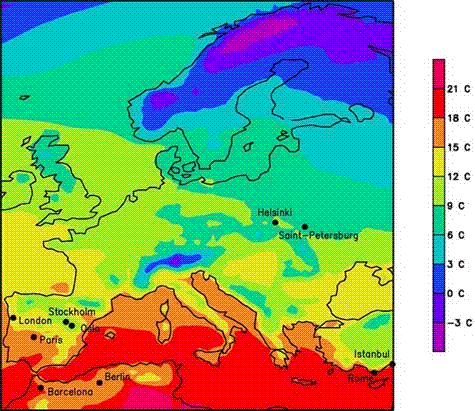 21 C
18 C
15 C
12 C
9 C
6 C
3 C
0 C
−3 C
Helsinki
Saint−Petersburg
Stockholm
London
Oslo
Paris
Istanbul
Rome
Berlin
Barcelona